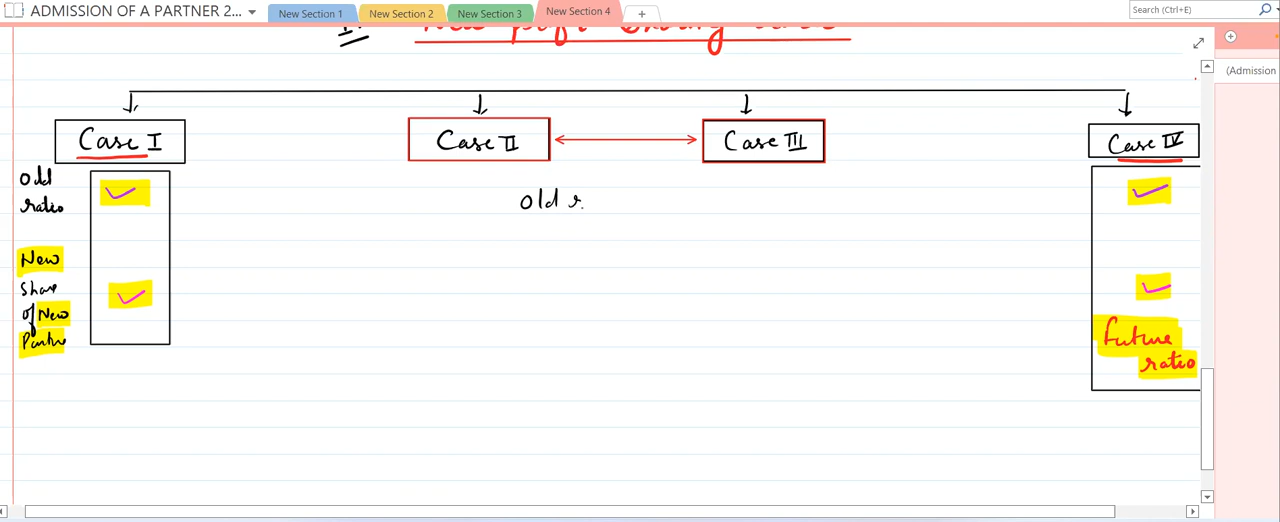 ADMISSION OF A PARTNER 2...
New Section 1
New Section 2
New Section 3
New Section 4
Search (Ctrl+E)
(Admission
Case I
Case II
Case III
Case IV
Old
ratio
New
Share
of New
Partner
Old r
Future
ratio